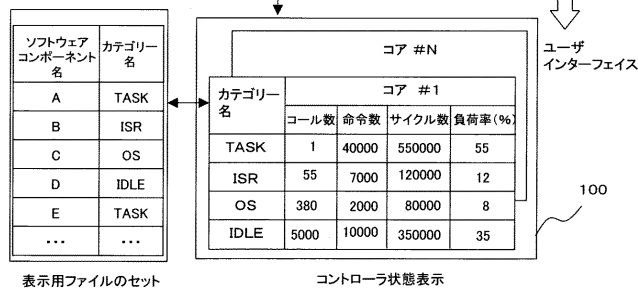 ソフトウェア
コンポーネント
名
カテゴリー
名
A TASK
B ISR
C OS
D IDLE
E TASK
... ...
表示用ファイルのセット
コア #N
カテゴリー
名
コア #1
コール数 命令数 サイクル数 負荷率(%)
TASK 1 40000 550000 55
ISR 55 7000 120000 12
OS 380 2000 80000 8
IDLE 5000 10000 350000 35
コントローラ状態表示
ユーザ
インターフェイス
100